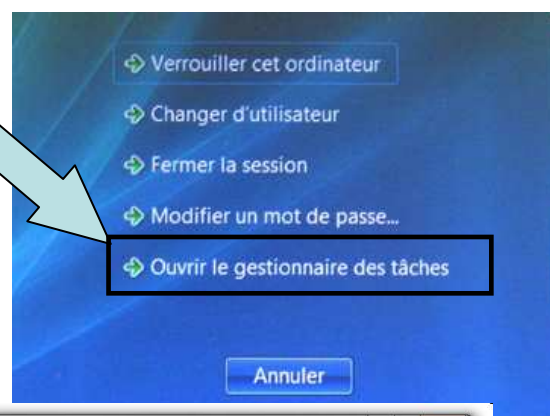 Verrouiller cet ordinateur
Changer d'utilisateur
Fermer la session
Modifier un mot de passe...
Ouvrir le gestionnaire des tâches
Annuler